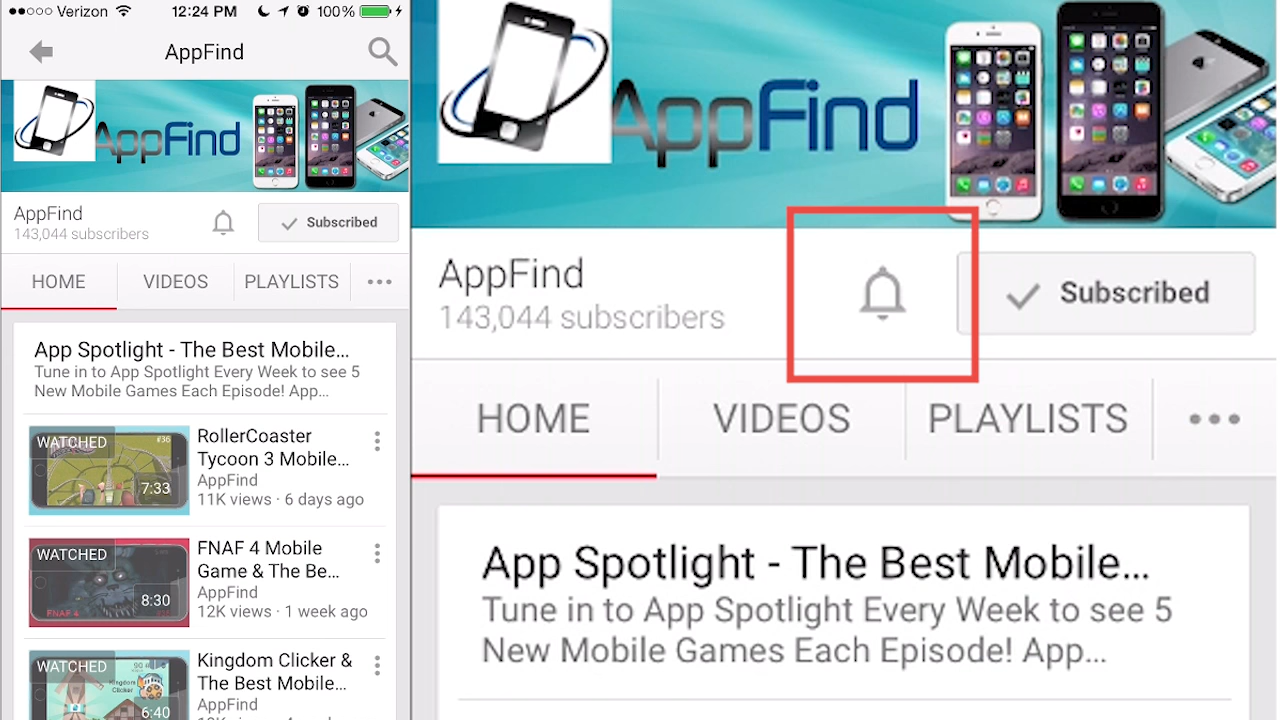 Verizon 12:24 PM 100%
AppFind
AppFind
AppFind
143,044 subscribers
Subscribed
HOME VIDEOS PLAYLISTS
App Spotlight - The Best Mobile...
Tune in to App Spotlight Every Week to see 5
New Mobile Games Each Episode! App...
WATCHED
#36
7:33
RollerCoaster
Tycoon 3 Mobile...
AppFind
11K views · 6 days ago
WATCHED
FNAF 4
8:30
FNAF 4 Mobile
Game & The Be...
AppFind
12K views · 1 week ago
WATCHED
Kingdom
Clicker
6:40
Kingdom Clicker &
The Best Mobile...
AppFind
AppFind
AppFind
143,044 subscribers
Subscribed
HOME VIDEOS PLAYLISTS
App Spotlight - The Best Mobile...
Tune in to App Spotlight Every Week to see 5
New Mobile Games Each Episode! App...